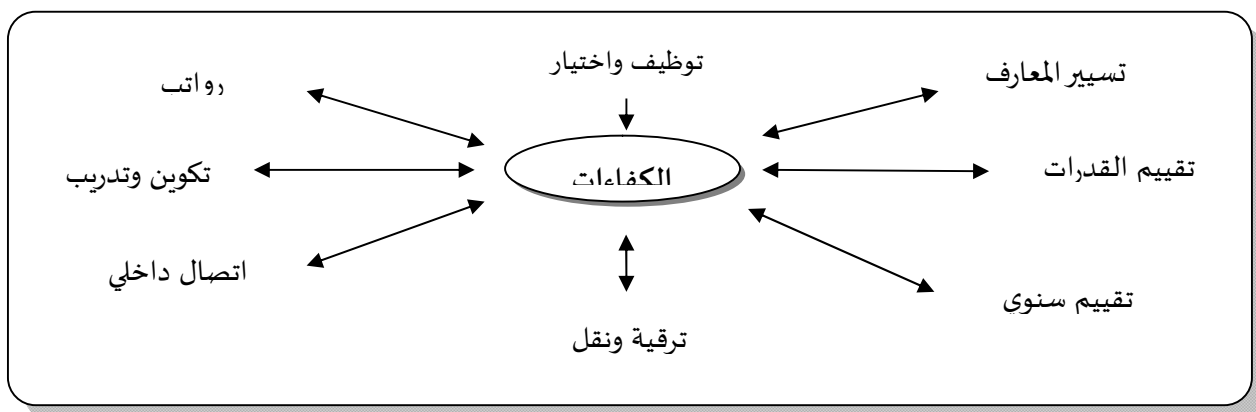 توظيف واختيار
تسيير المعارف
رواتب
تقييم القدرات
الكفاءات
تكوين وتدريب
اتصال داخلي
تقييم سنوي
ترقية ونقل